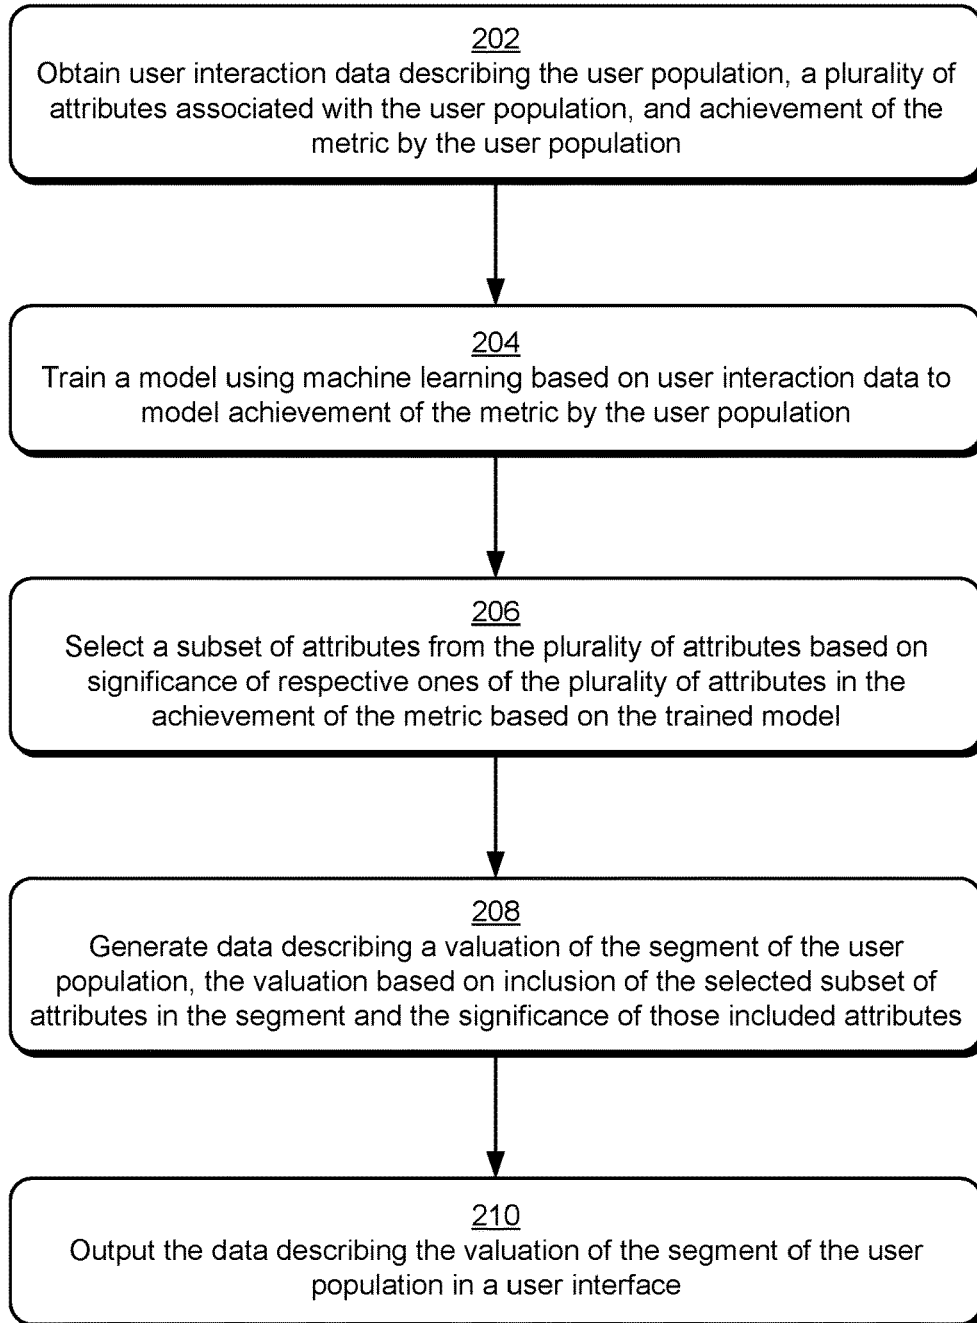 202
Obtain user interaction data describing the user population, a plurality of
attributes associated with the user population, and achievement of the
metric by the user population
204
Train a model using machine learning based on user interaction data to
model achievement of the metric by the user population
206
Select a subset of attributes from the plurality of attributes based on
significance of respective ones of the plurality of attributes in the
achievement of the metric based on the trained model
208
Generate data describing a valuation of the segment of the user
population, the valuation based on inclusion of the selected subset of
attributes in the segment and the significance of those included attributes
210
Output the data describing the valuation of the segment of the user
population in a user interface